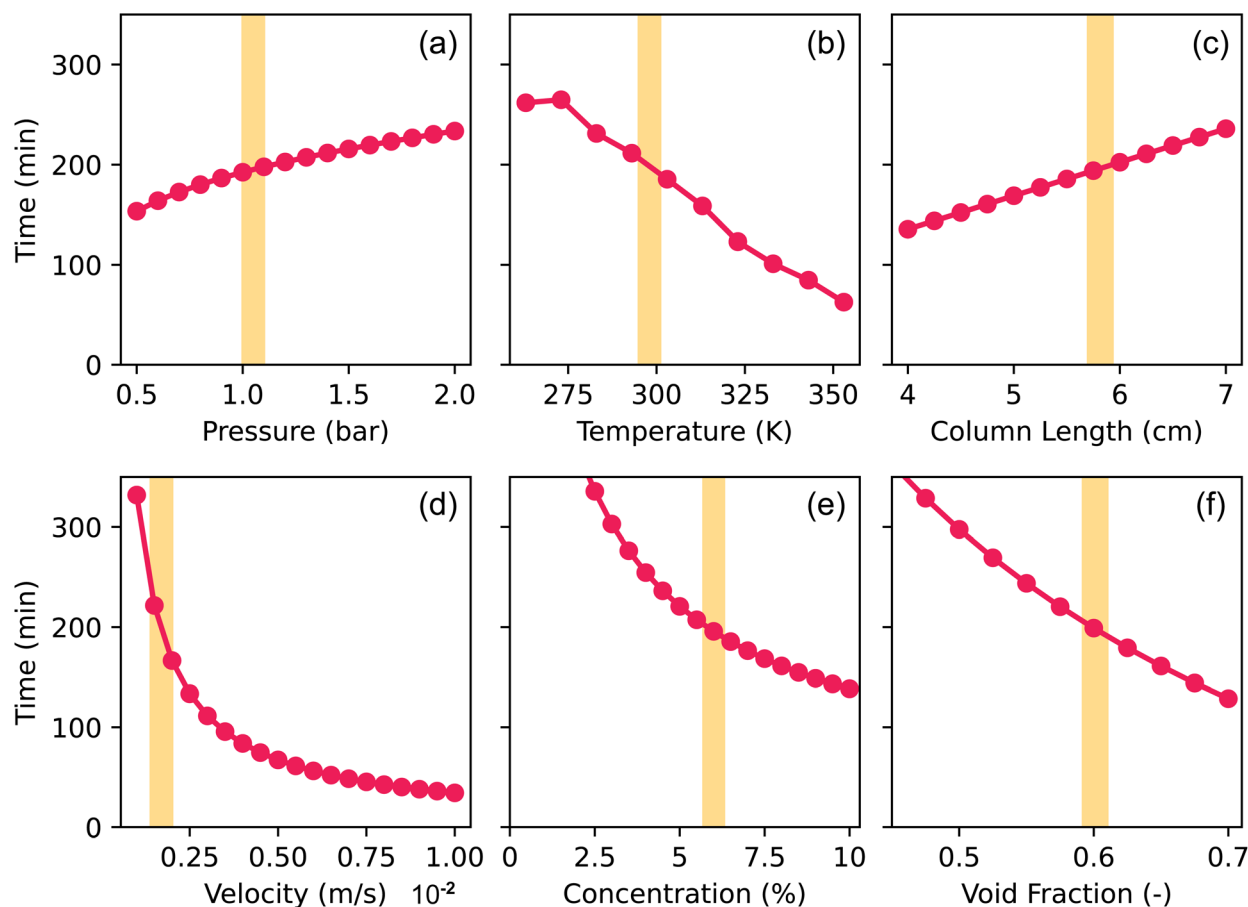 (a)
(b)
(c)
Time (min)
300
200
100
0
0.5 1.0 1.5 2.0
275 300 325 350
4 5 6 7
Pressure (bar)
Temperature (K)
Column Length (cm)
(d)
(e)
(f)
Time (min)
300
200
100
0
0.25 0.50 0.75 1.00
0 2.5 5 7.5 10
0.5 0.6 0.7
Velocity (m/s) 10⁻²
Concentration (%)
Void Fraction (-)